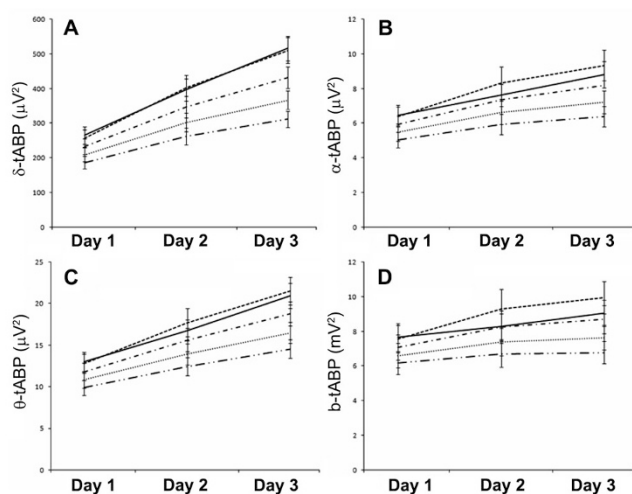 A
δ-tABP (μV²)
600
500
400
300
200
100
0
Day 1 Day 2 Day 3
B
α-tABP (μV²)
12
10
8
6
4
2
0
Day 1 Day 2 Day 3
C
θ-tABP (μV²)
25
20
15
10
5
0
Day 1 Day 2 Day 3
D
b-tABP (mV²)
14
12
10
8
6
4
2
0
Day 1 Day 2 Day 3